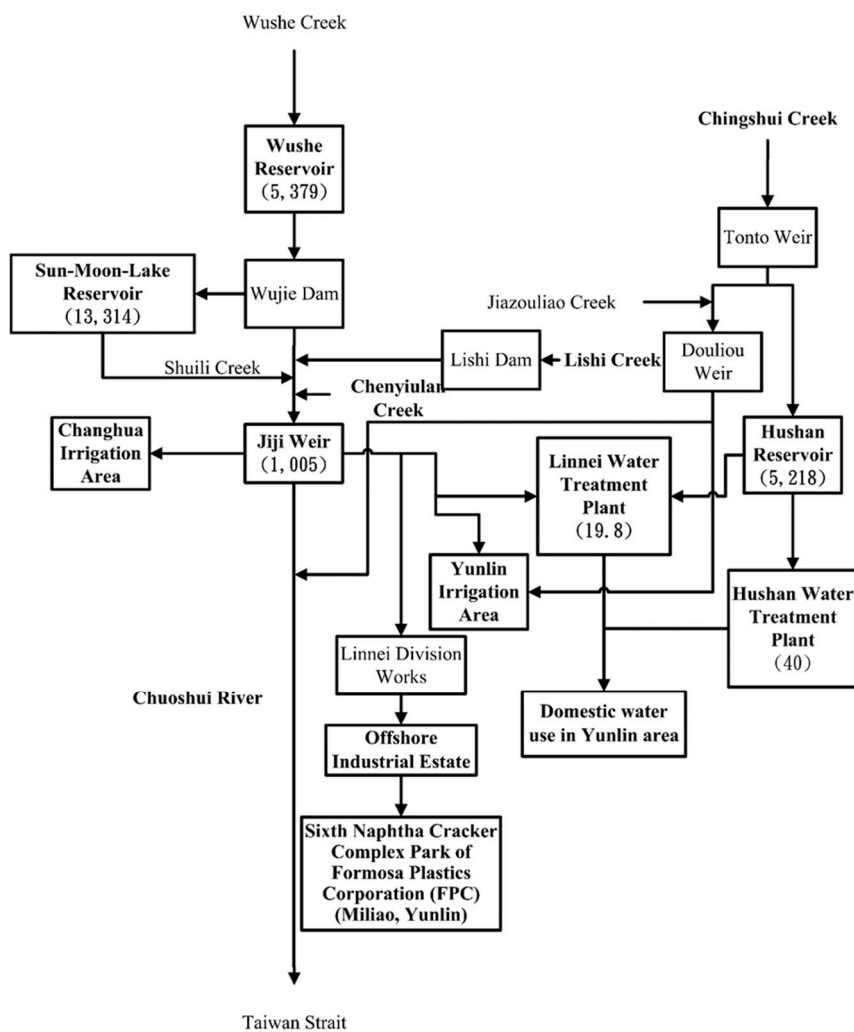 Wushe Creek
Chingshui Creek
Wushe
Reservoir
(5,379)
Tonto Weir
Sun-Moon-Lake
Reservoir
(13,314)
Wujie Dam
Jiazouliao Creek
Shuili Creek
Lishi Dam
Lishi Creek
Douliou
Weir
Chenyiulan
Creek
Changhua
Irrigation
Area
Jiji Weir
(1,005)
Linnei Water
Treatment
Plant
(19.8)
Hushan
Reservoir
(5,218)
Yunlin
Irrigation
Area
Hushan Water
Treatment
Plant
(40)
Linnei Division
Works
Chuoshui River
Domestic water
use in Yunlin area
Offshore
Industrial Estate
Sixth Naphtha Cracker
Complex Park of
Formosa Plastics
Corporation (FPC)
(Miliao, Yunlin)
Taiwan Strait